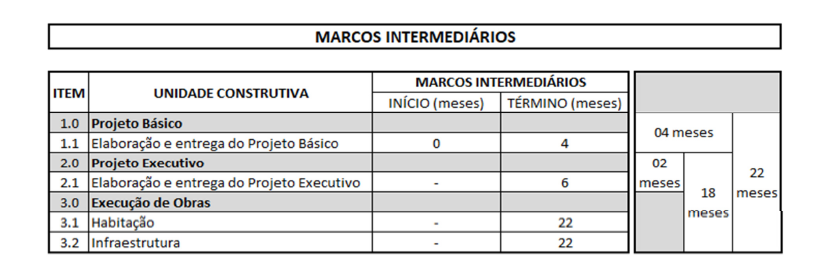 MARCOS INTERMEDIÁRIOS
ITEM UNIDADE CONSTRUTIVA MARCOS INTERMEDIÁRIOS
INÍCIO (meses) TÉRMINO (meses)
1.0 Projeto Básico
1.1 Elaboração e entrega do Projeto Básico 0 4
2.0 Projeto Executivo
2.1 Elaboração e entrega do Projeto Executivo - 6
3.0 Execução de Obras
3.1 Habitação - 22
3.2 Infraestrutura - 22
04 meses
02
meses
18
meses
22
meses